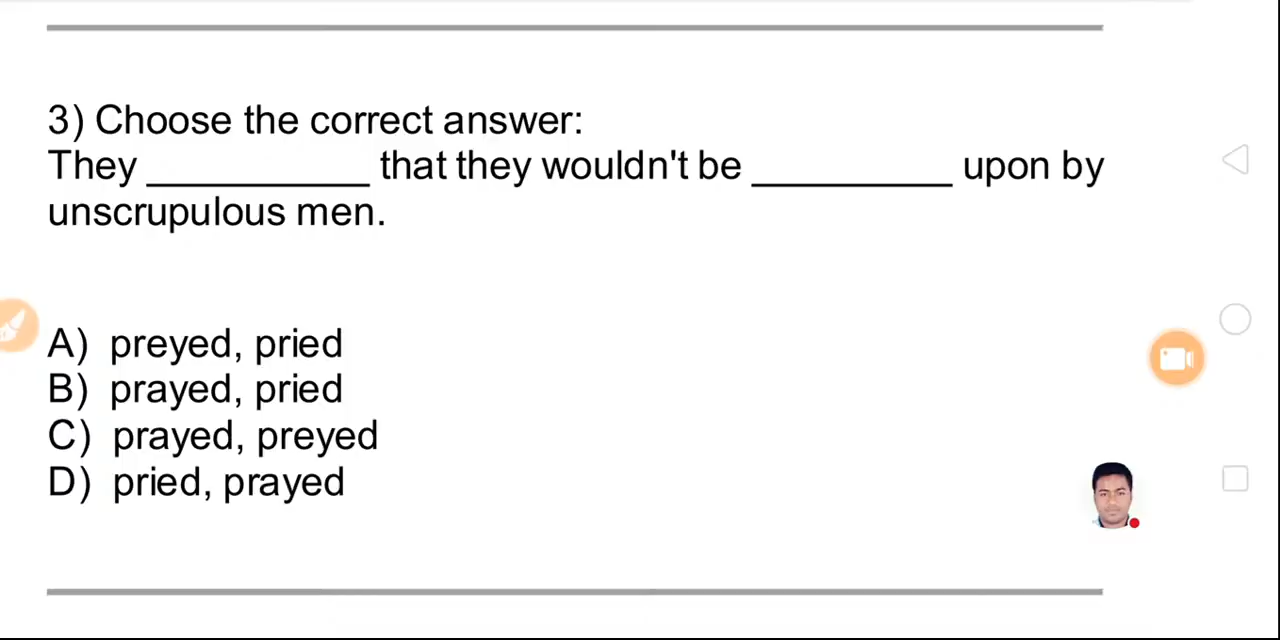 3) Choose the correct answer:
They __________ that they wouldn't be _________ upon by
unscrupulous men.
A) preyed, pried
B) prayed, pried
C) prayed, preyed
D) pried, prayed